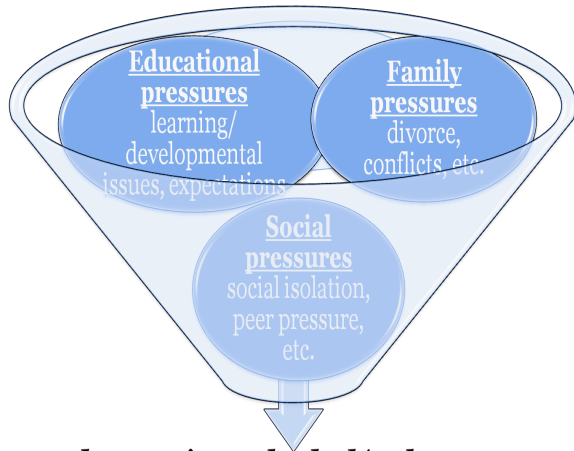 Educational
pressures
learning/
developmental
issues, expectations
Family
pressures
divorce,
conflicts, etc.
Social
pressures
social isolation,
peer pressure,
etc.